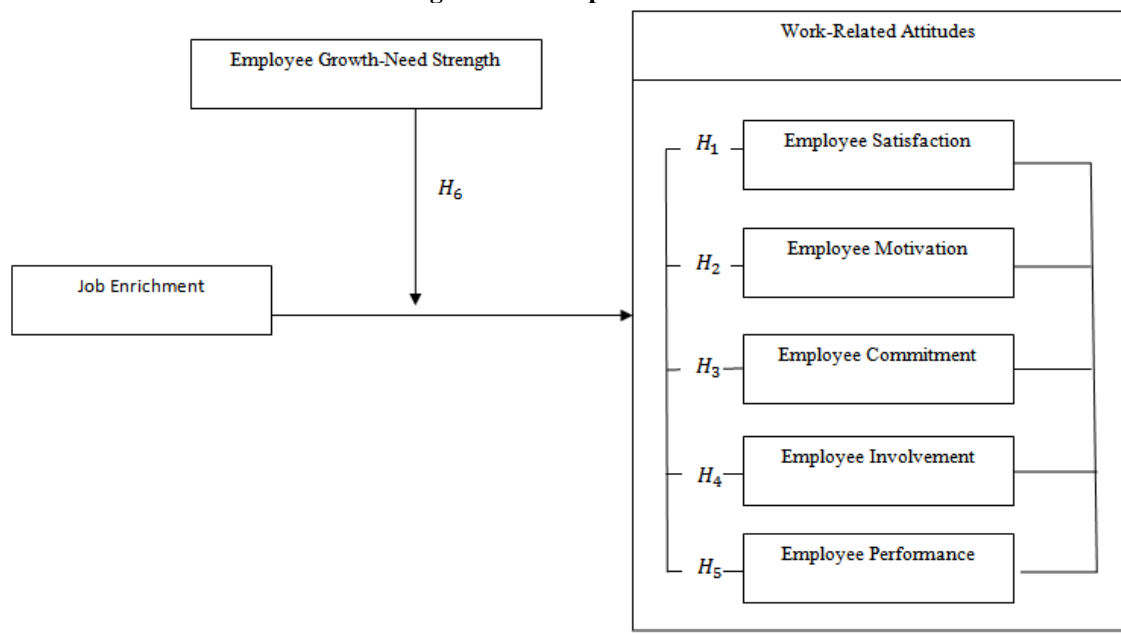 Work-Related Attitudes
Employee Growth-Need Strength
H₁
Employee Satisfaction
H₆
H₂
Employee Motivation
Job Enrichment
H₃
Employee Commitment
H₄
Employee Involvement
H₅
Employee Performance